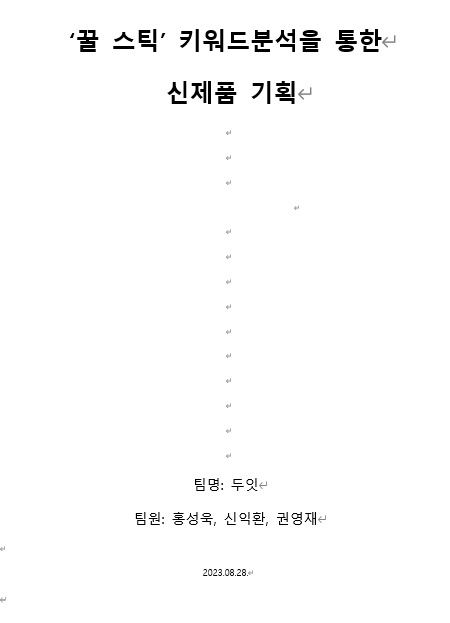 ‘꿀 스틱’ 키워드분석을 통한
신제품 기획
팀명: 두잇
팀원: 홍성욱, 신익환, 권영재
2023.08.28.